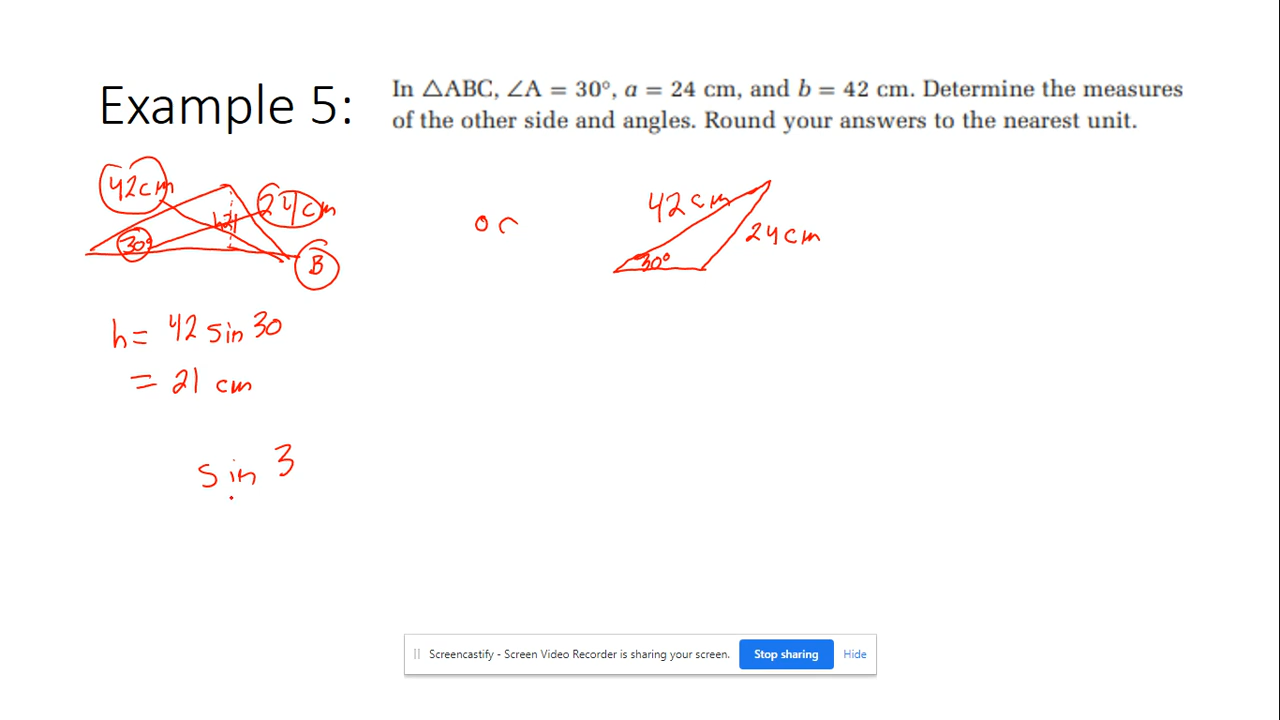 Example 5:
In △ABC, ∠A = 30°, a = 24 cm, and b = 42 cm. Determine the measures
of the other side and angles. Round your answers to the nearest unit.
42cm
24cm
30°
B
or
42cm
24cm
30°
h= 42 sin 30
= 21 cm
sin 3
Screencastify - Screen Video Recorder is sharing your screen.
Stop sharing
Hide